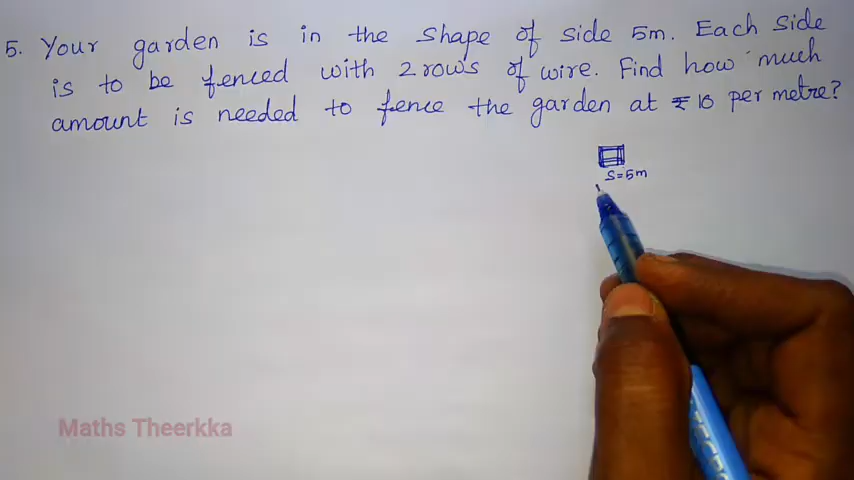 5. Your garden is in the shape of side 5m. Each side
is to be fenced with 2 rows of wire. Find how much
amount is needed to fence the garden at ₹ 10 per metre?
S=5m
Maths Theerkka